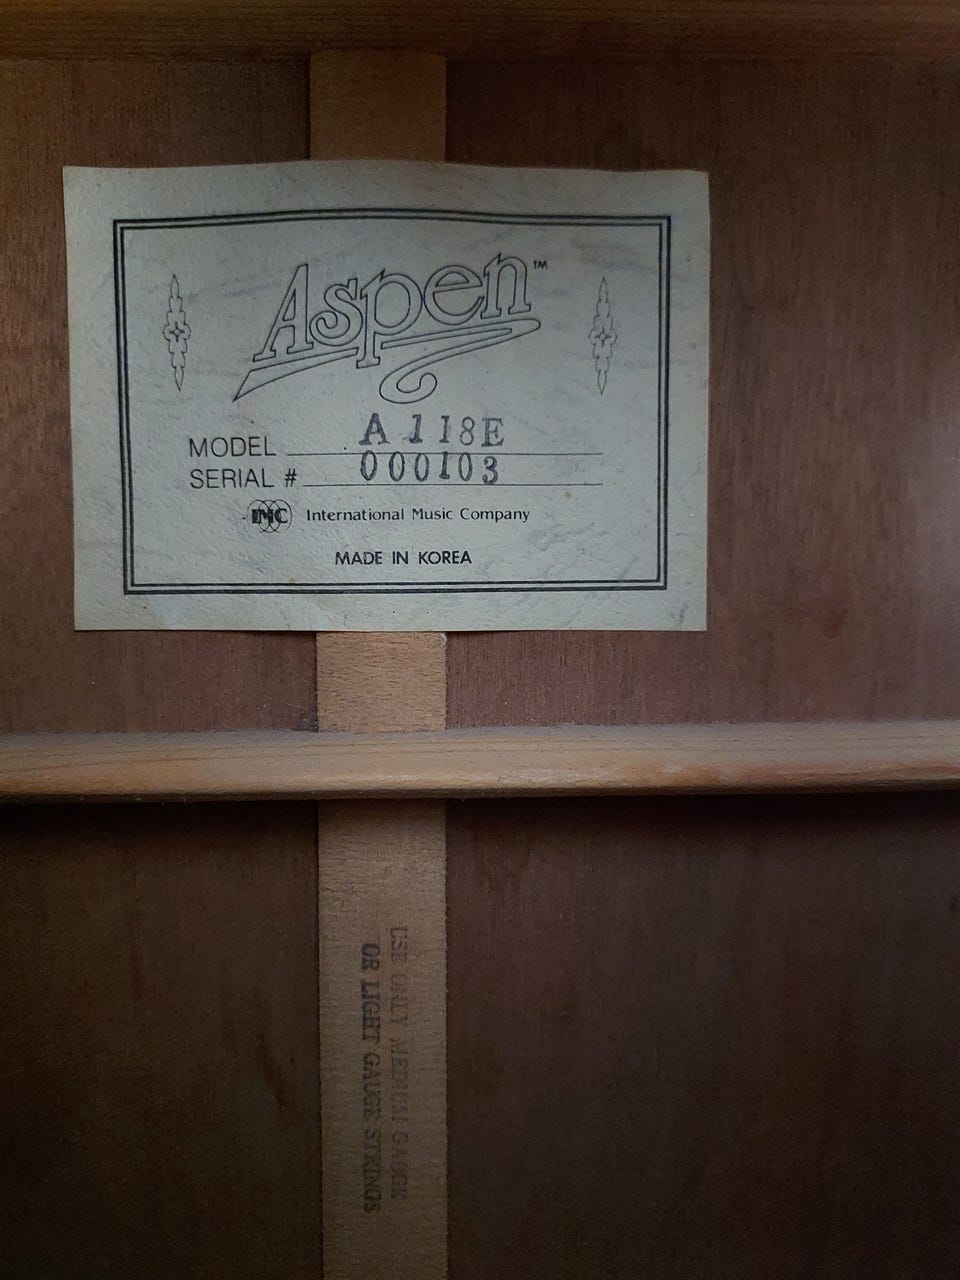 Aspen™
MODEL A 118E
SERIAL # 000103
IMC International Music Company
MADE IN KOREA
USE ONLY MEDIUM GAUGE
OR LIGHT GAUGE STRINGS